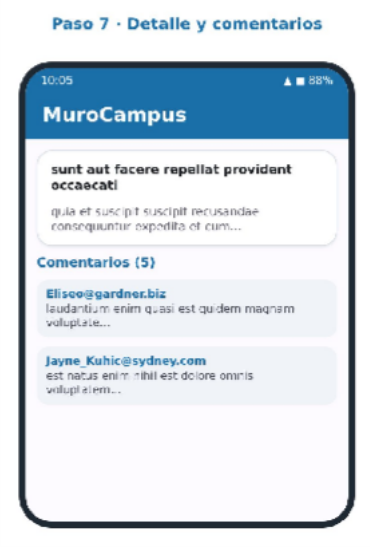 Paso 7 · Detalle y comentarios
10:05 ▲ ■ 88%
MuroCampus
sunt aut facere repellat provident
occaecati
quia et suscipit suscipit recusandae
consequuntur expedita et cum...
Comentarios (5)
Eliseo@gardner.biz
laudantium enim quasi est quidem magnam
voluptate...
Jayne_Kuhic@sydney.com
est natus enim nihil est dolore omnis
voluptatem...